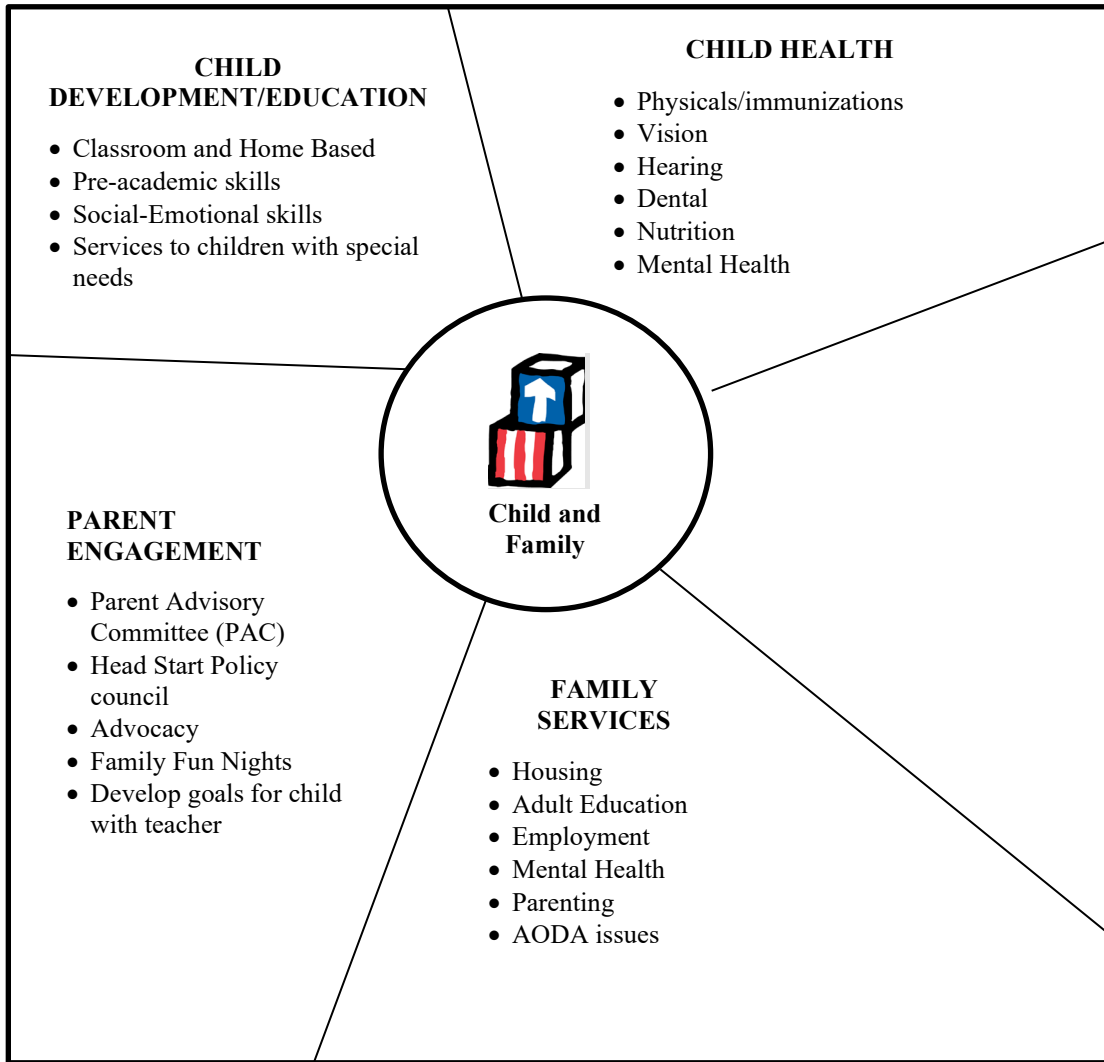 CHILD
DEVELOPMENT/EDUCATION
• Classroom and Home Based
• Pre-academic skills
• Social-Emotional skills
• Services to children with special
needs
CHILD HEALTH
• Physicals/immunizations
• Vision
• Hearing
• Dental
• Nutrition
• Mental Health
Child and
Family
PARENT
ENGAGEMENT
• Parent Advisory
Committee (PAC)
• Head Start Policy
council
• Advocacy
• Family Fun Nights
• Develop goals for child
with teacher
FAMILY
SERVICES
• Housing
• Adult Education
• Employment
• Mental Health
• Parenting
• AODA issues